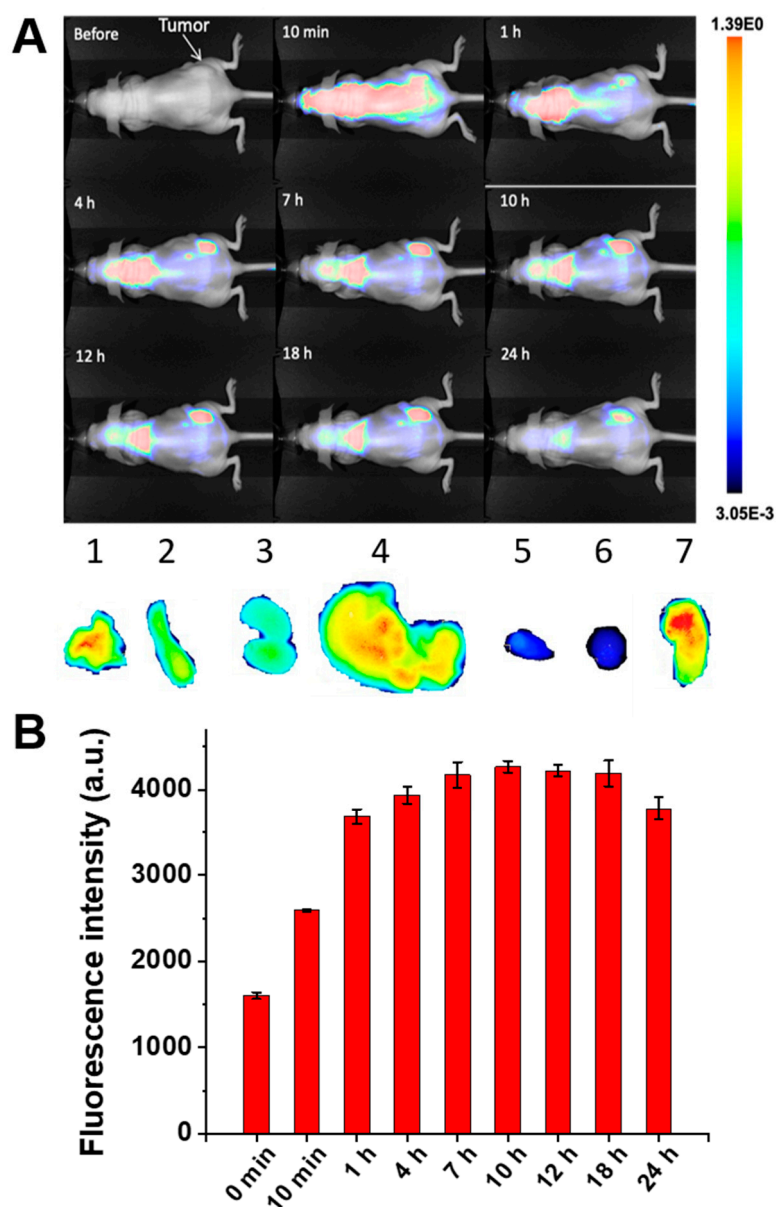 A
Before
Tumor
10 min
1 h
1.39E0
4 h
7 h
10 h
12 h
18 h
24 h
3.05E-3
1 2 3 4 5 6 7
B
Fluorescence intensity (a.u.)
4000
3000
2000
1000
0
0 min 10 min 1 h 4 h 7 h 10 h 12 h 18 h 24 h